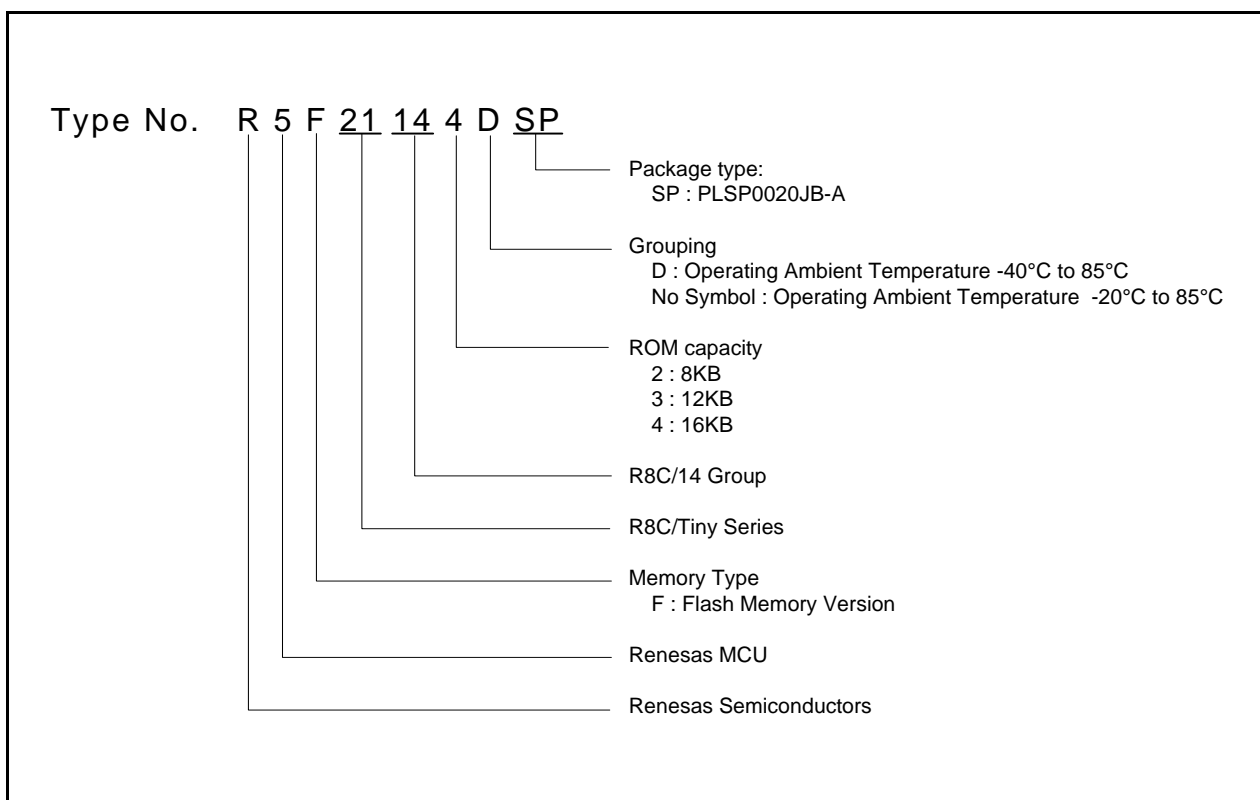 Type No. R 5 F 21 14 4 D SP
Package type:
SP : PLSP0020JB-A
Grouping
D : Operating Ambient Temperature -40°C to 85°C
No Symbol : Operating Ambient Temperature -20°C to 85°C
ROM capacity
2 : 8KB
3 : 12KB
4 : 16KB
R8C/14 Group
R8C/Tiny Series
Memory Type
F : Flash Memory Version
Renesas MCU
Renesas Semiconductors